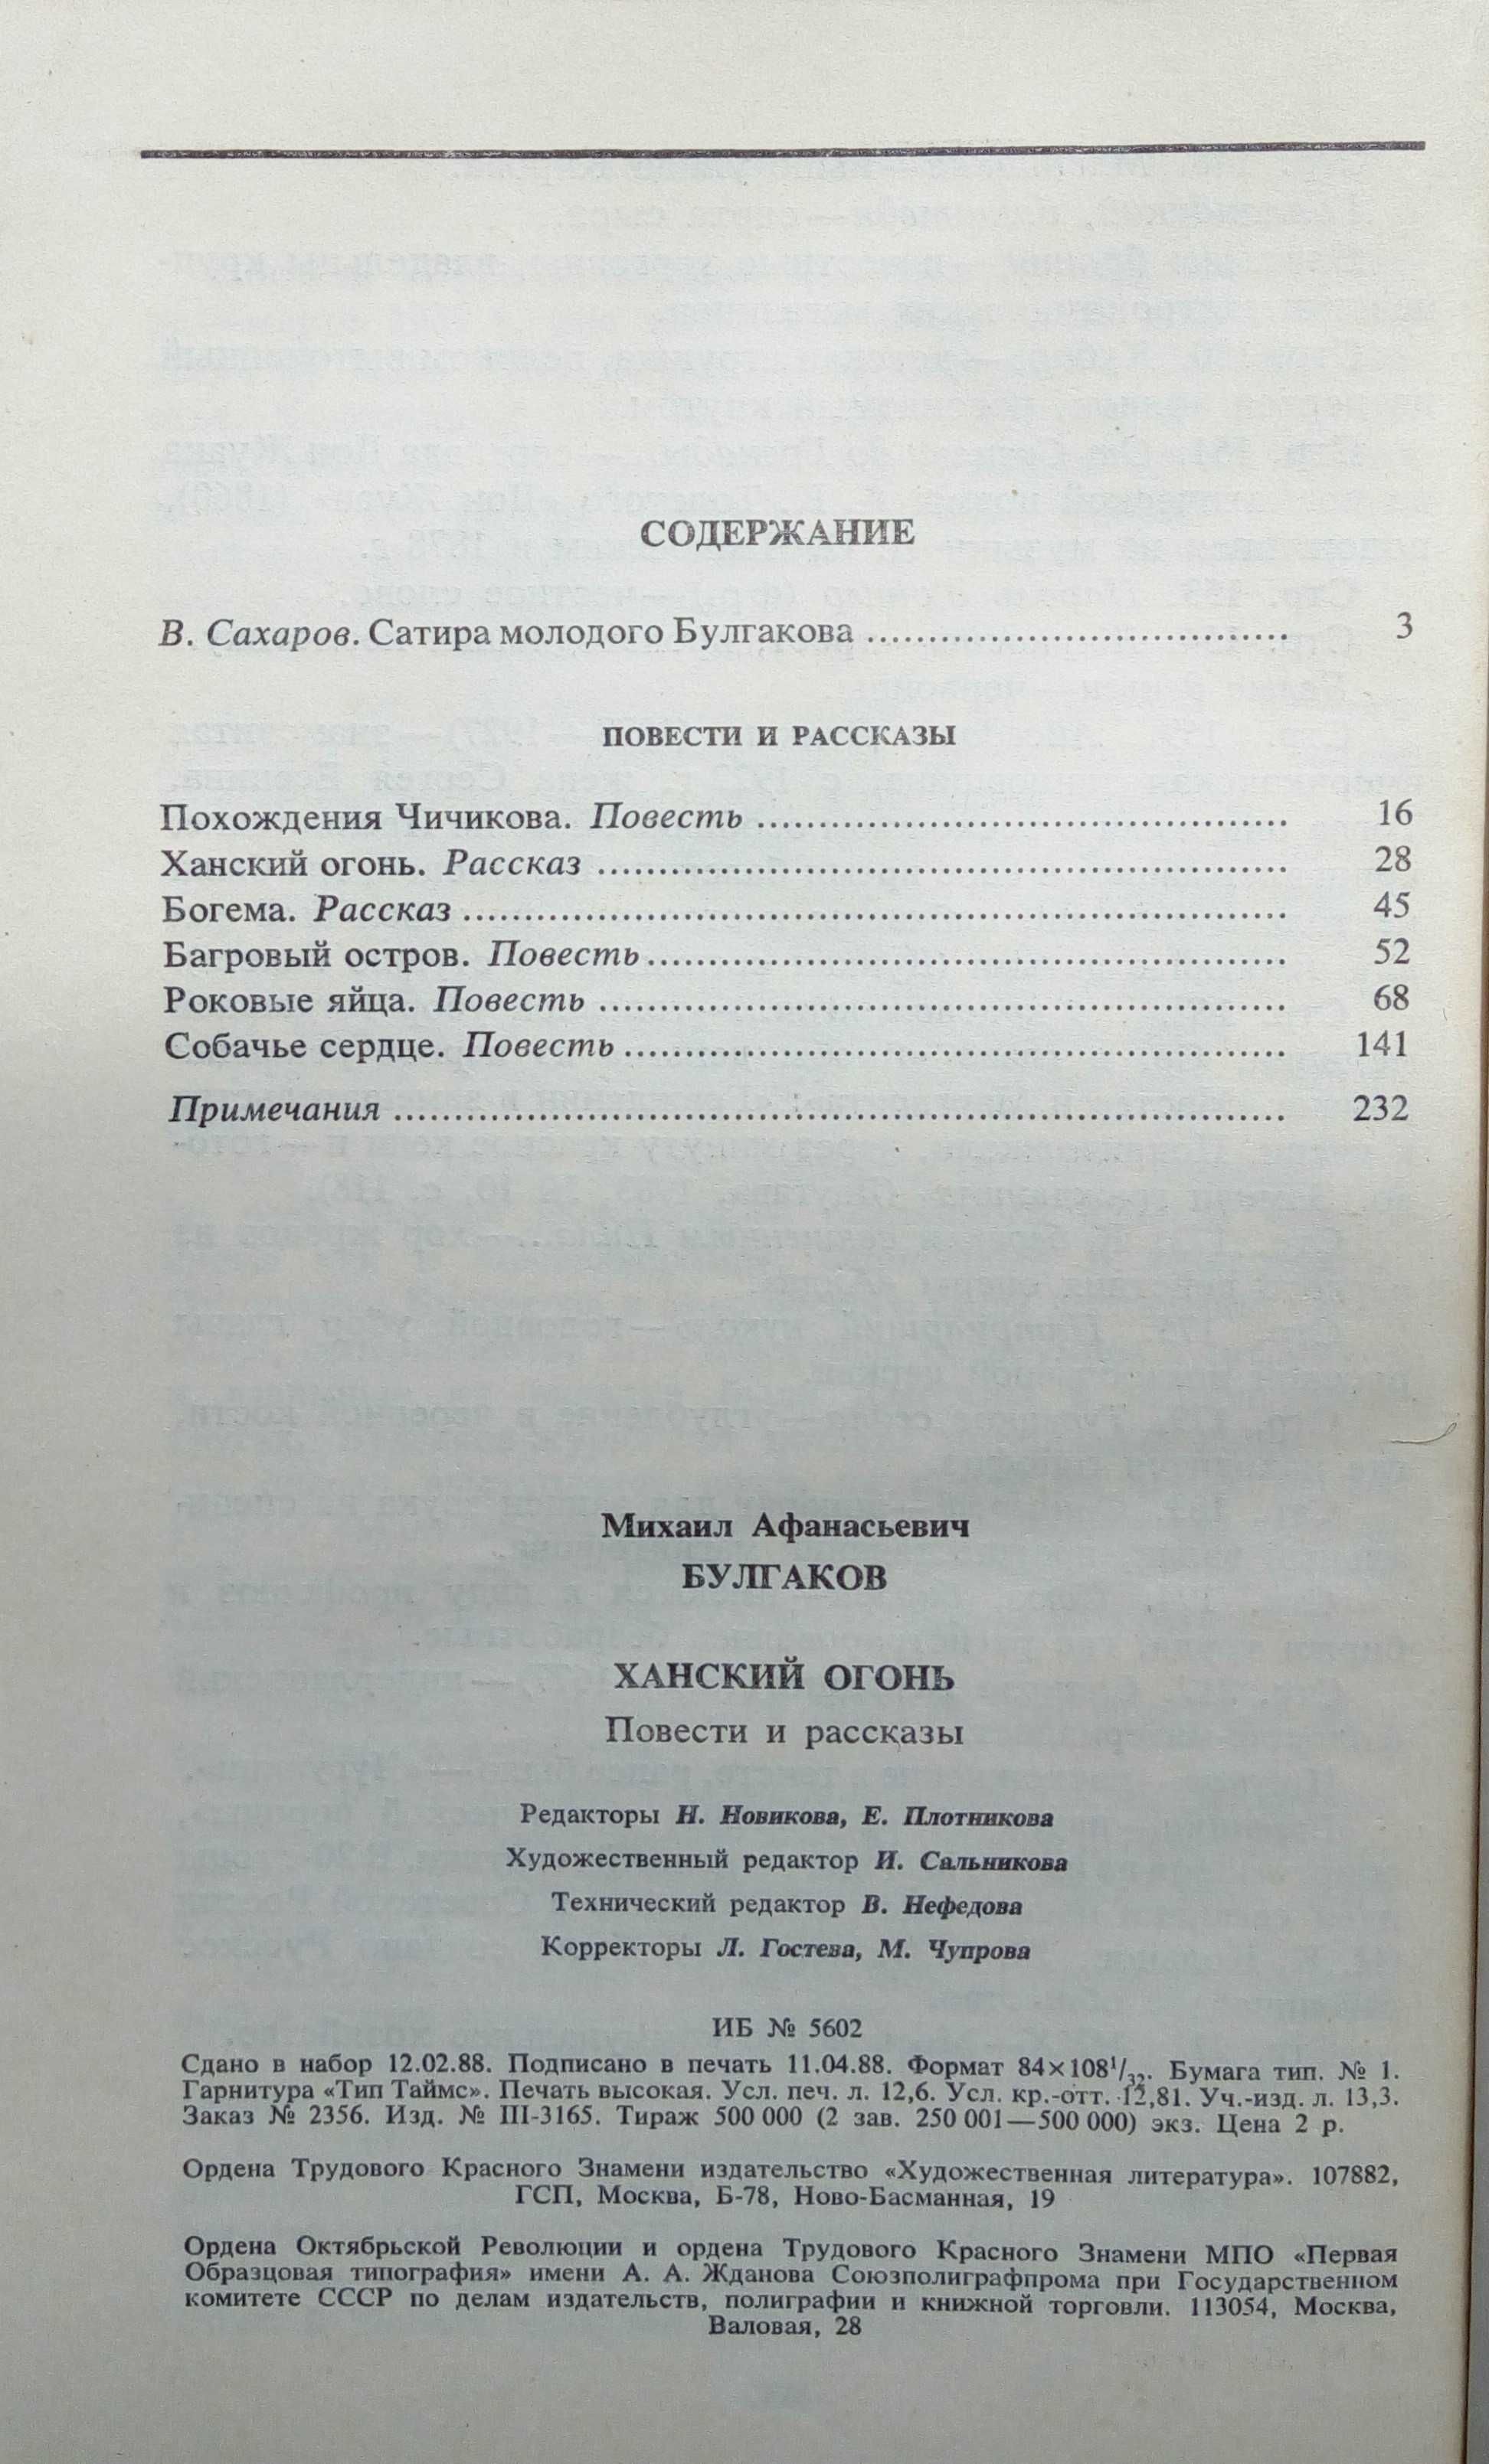 СОДЕРЖАНИЕ
В. Сахаров. Сатира молодого Булгакова ........................ 3
ПОВЕСТИ И РАССКАЗЫ
Похождения Чичикова. Повесть ........................ 16
Ханский огонь. Рассказ ........................ 28
Богема. Рассказ ........................ 45
Багровый остров. Повесть ........................ 52
Роковые яйца. Повесть ........................ 68
Собачье сердце. Повесть ........................ 141
Примечания ........................ 232
Михаил Афанасьевич
БУЛГАКОВ
ХАНСКИЙ ОГОНЬ
Повести и рассказы
Редакторы Н. Новикова, Е. Плотникова
Художественный редактор И. Сальникова
Технический редактор В. Нефедова
Корректоры Л. Гостева, М. Чупрова
ИБ № 5602
Сдано в набор 12.02.88. Подписано в печать 11.04.88. Формат 84×108¹/₃₂. Бумага тип. № 1.
Гарнитура «Тип Таймс». Печать высокая. Усл. печ. л. 12,6. Усл. кр.-отт. 12,81. Уч.-изд. л. 13,3.
Заказ № 2356. Изд. № III-3165. Тираж 500 000 (2 зав. 250 001—500 000) экз. Цена 2 р.
Ордена Трудового Красного Знамени издательство «Художественная литература». 107882,
ГСП, Москва, Б-78, Ново-Басманная, 19
Ордена Октябрьской Революции и ордена Трудового Красного Знамени МПО «Первая
Образцовая типография» имени А. А. Жданова Союзполиграфпрома при Государственном
комитете СССР по делам издательств, полиграфии и книжной торговли. 113054, Москва,
Валовая, 28